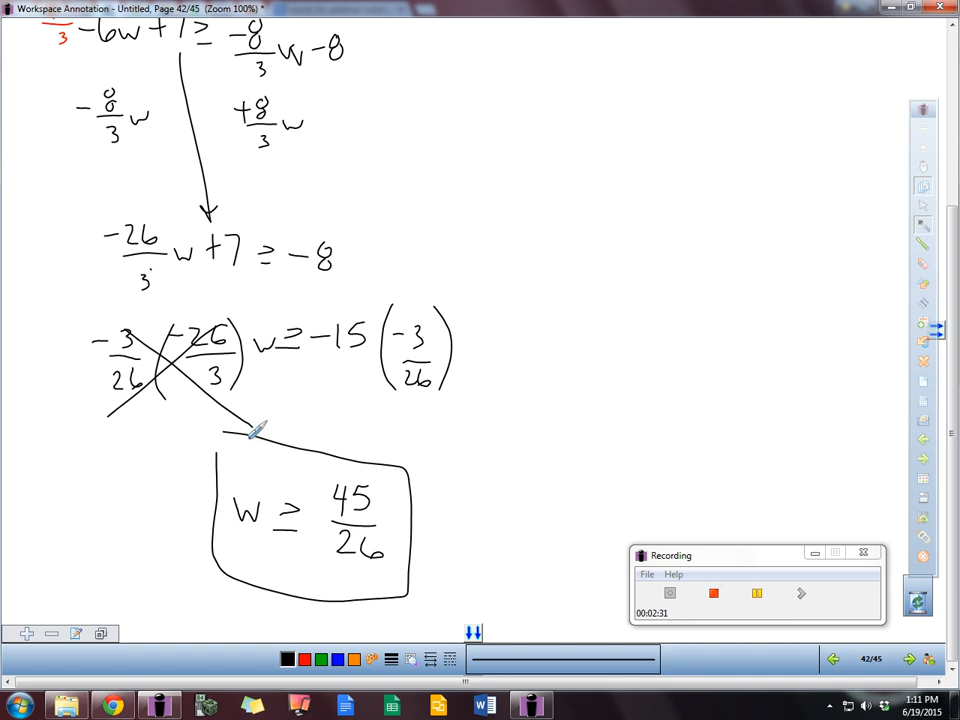 Workspace Annotation - Untitled, Page 42/45 (Zoom 100%) *
3 -6w + 7 ≥ -8/3 w - 8
-8/3 w +8/3 w
-26/3 w + 7 ≥ -8
-3/26 (-26/3) w ≥ -15 (-3/26)
w ≥ 45/26
Recording
File Help
00:02:31
42/45
1:11 PM
6/19/2015